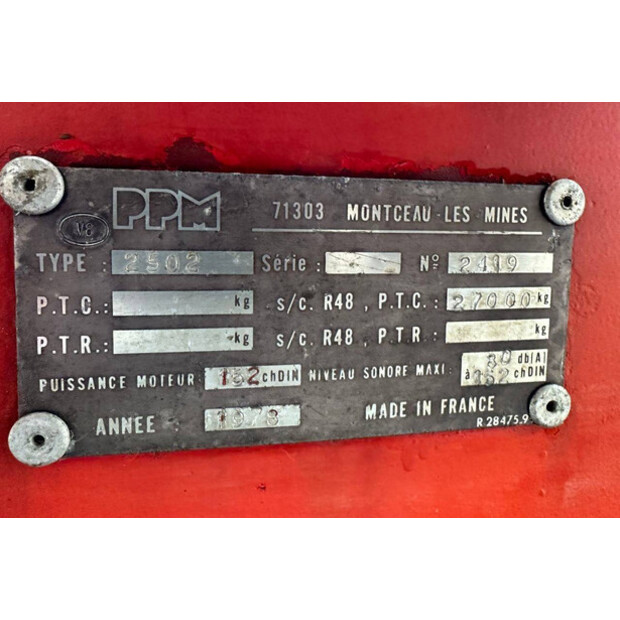 PPM 71303 MONTCEAU-LES-MINES
TYPE : 2502 Série : N° 2419
P.T.C.: kg s/c. R48 , P.T.C.: 27000 kg
P.T.R.: kg s/c. R48 , P.T.R.: kg
PUISSANCE MOTEUR: 152 chDIN NIVEAU SONORE MAXI: 80 db(A)
à 152 chDIN
ANNEE : 1978 MADE IN FRANCE
R 28475.9